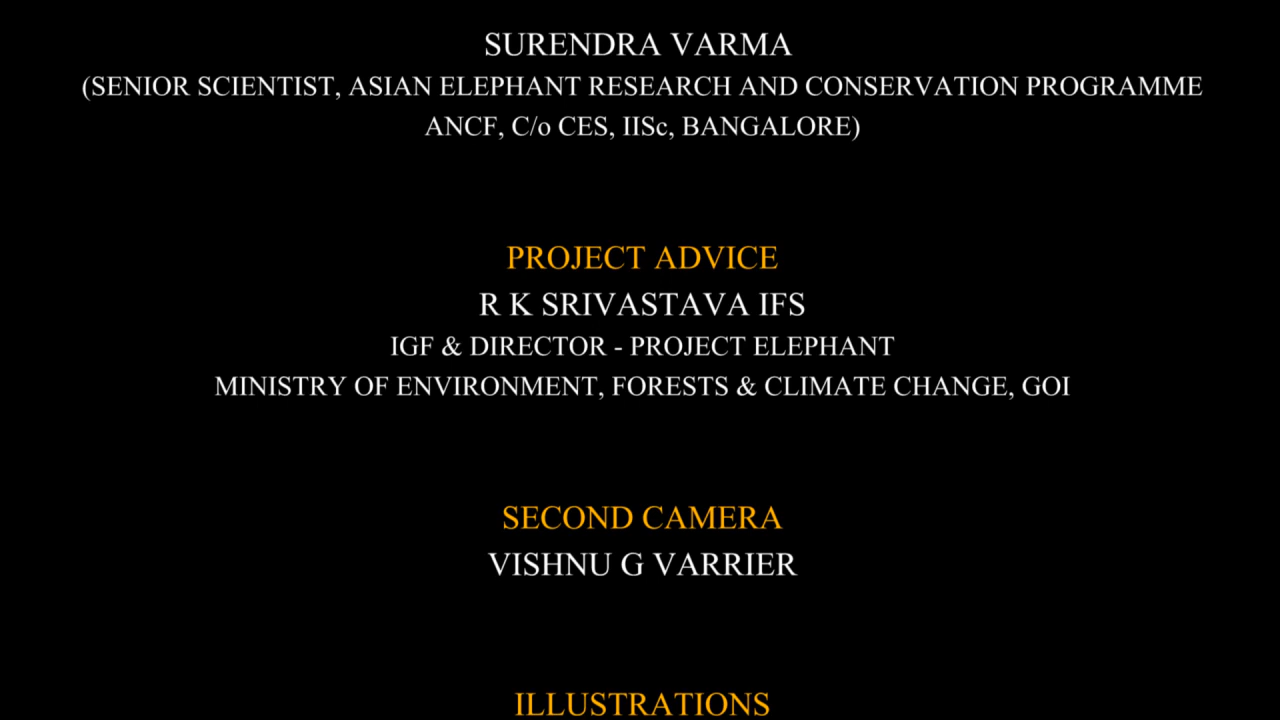 SURENDRA VARMA
(SENIOR SCIENTIST, ASIAN ELEPHANT RESEARCH AND CONSERVATION PROGRAMME
ANCF, C/o CES, IISc, BANGALORE)
PROJECT ADVICE
R K SRIVASTAVA IFS
IGF & DIRECTOR - PROJECT ELEPHANT
MINISTRY OF ENVIRONMENT, FORESTS & CLIMATE CHANGE, GOI
SECOND CAMERA
VISHNU G VARRIER
ILLUSTRATIONS